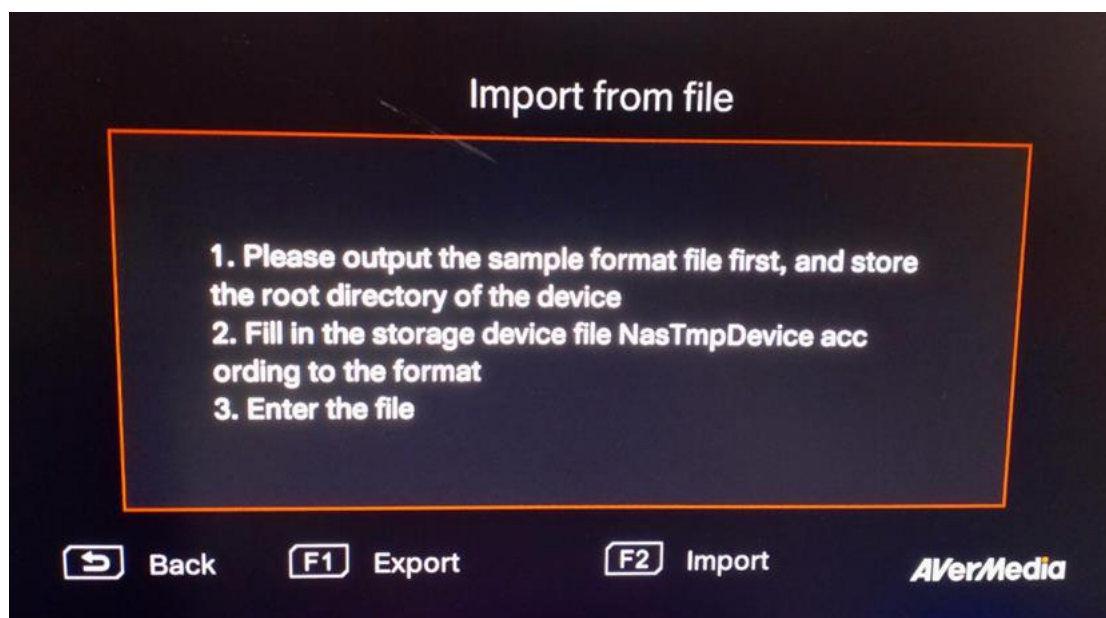 Import from file
1. Please output the sample format file first, and store
the root directory of the device
2. Fill in the storage device file NasTmpDevice acc
ording to the format
3. Enter the file
Back F1 Export F2 Import AVerMedia